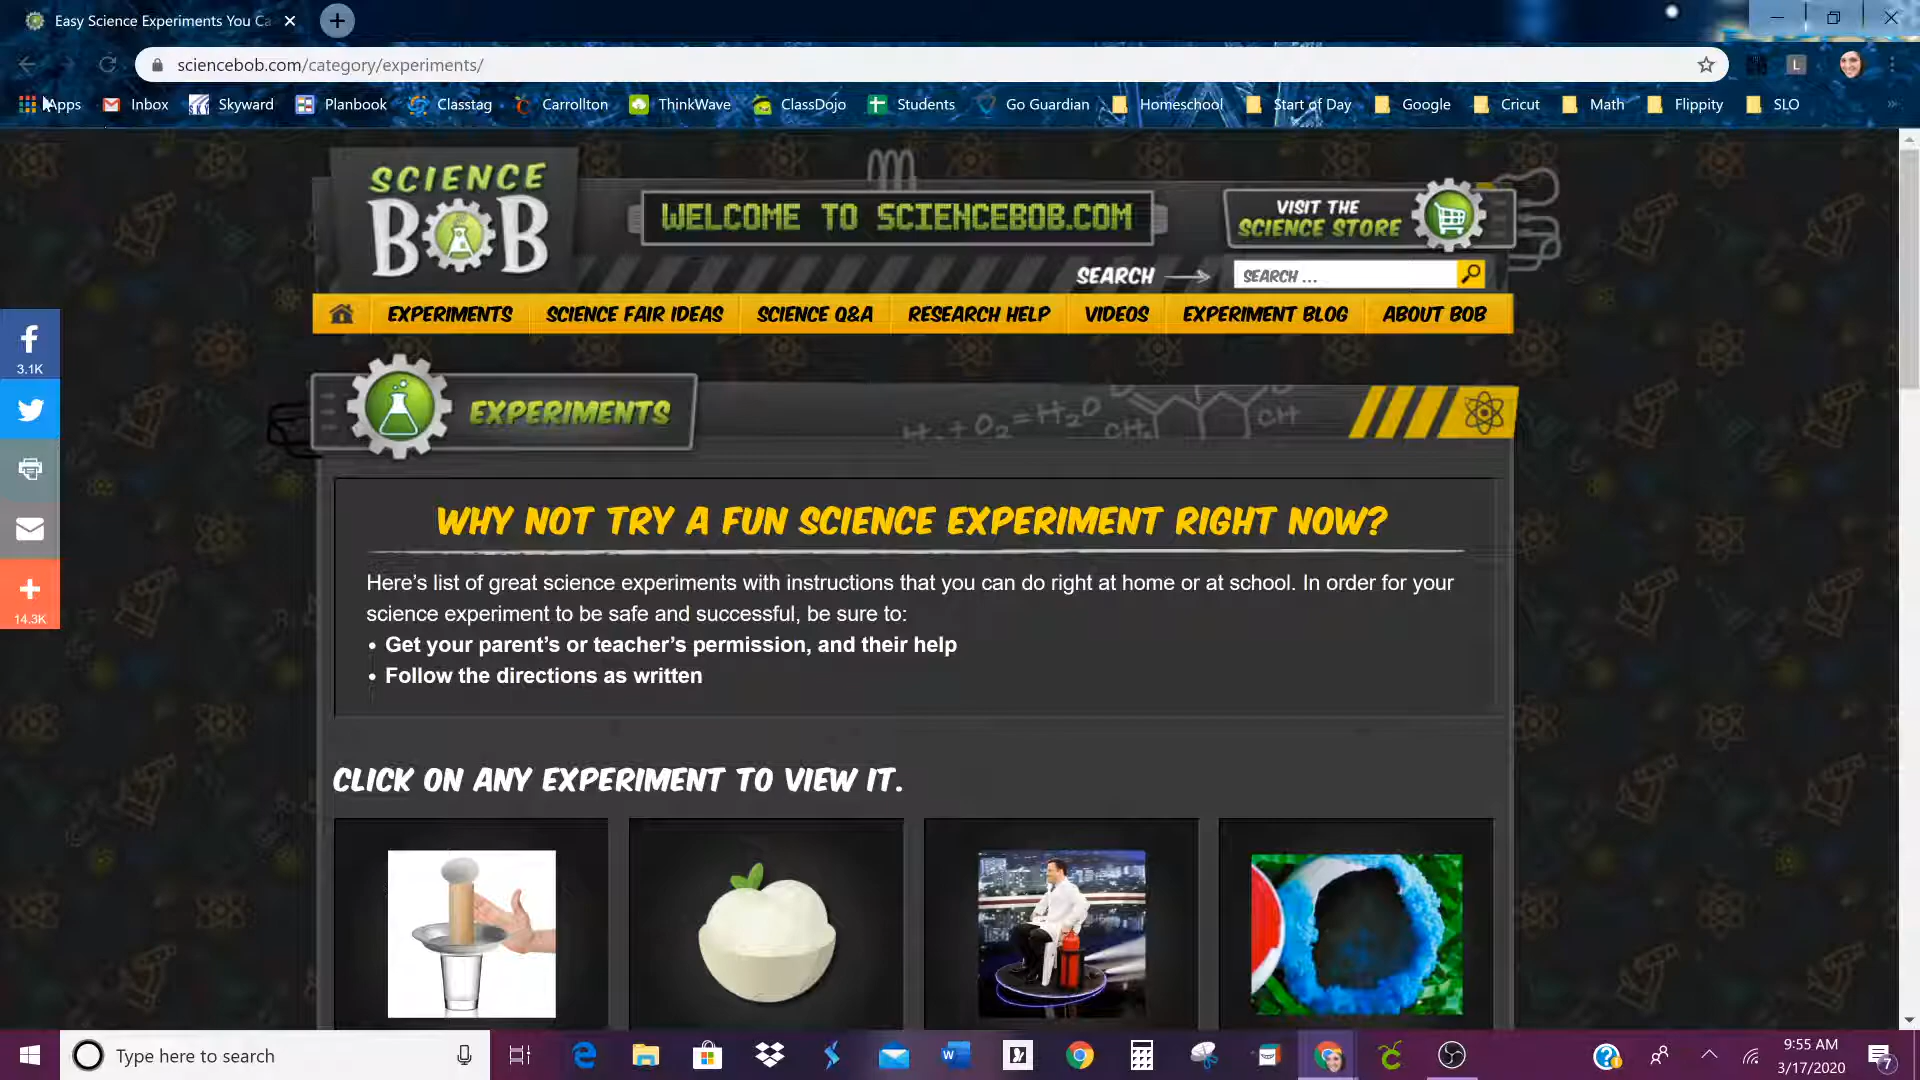 Easy Science Experiments You Ca
sciencebob.com/category/experiments/
L
Apps Inbox Skyward Planbook Classtag Carrollton ThinkWave ClassDojo Students Go Guardian Homeschool Start of Day Google Cricut Math Flippity SLO
SCIENCE
BOB
WELCOME TO SCIENCEBOB.COM
VISIT THE
SCIENCE STORE
SEARCH
SEARCH ...
EXPERIMENTS SCIENCE FAIR IDEAS SCIENCE Q&A RESEARCH HELP VIDEOS EXPERIMENT BLOG ABOUT BOB
3.1K
EXPERIMENTS
CH
WHY NOT TRY A FUN SCIENCE EXPERIMENT RIGHT NOW?
Here's list of great science experiments with instructions that you can do right at home or at school. In order for your
science experiment to be safe and successful, be sure to:
• Get your parent's or teacher's permission, and their help
• Follow the directions as written
14.3K
CLICK ON ANY EXPERIMENT TO VIEW IT.
Type here to search
9:55 AM
3/17/2020
7